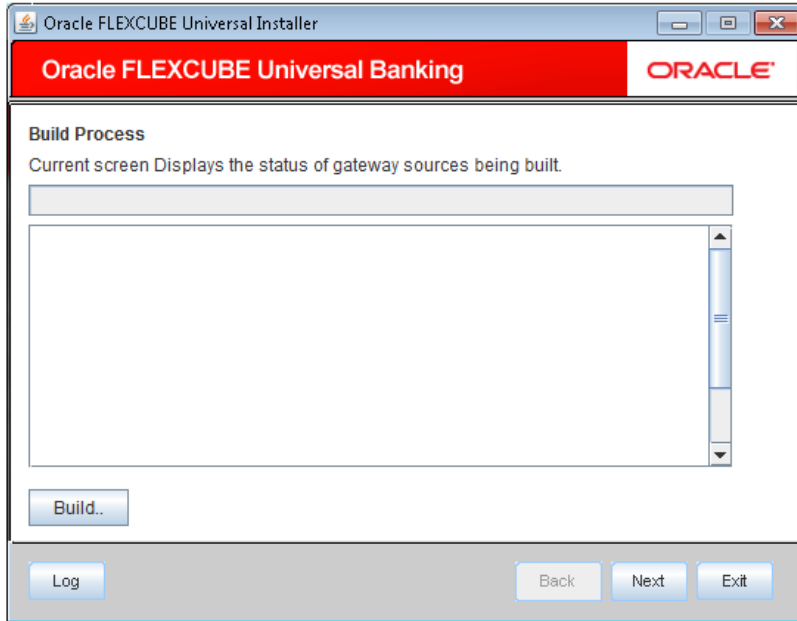 Oracle FLEXCUBE Universal Installer
Oracle FLEXCUBE Universal Banking
ORACLE
Build Process
Current screen Displays the status of gateway sources being built.
Build..
Log
Back
Next
Exit